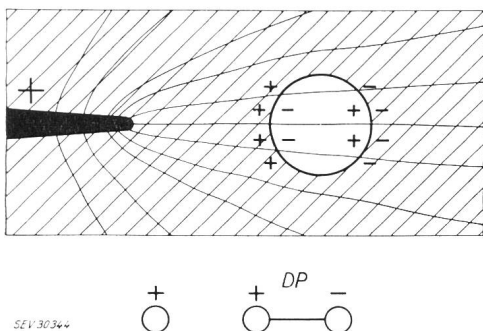 +
+ −
+ − + −
+ − + −
+ −
DP
+ + −
SEV 30344